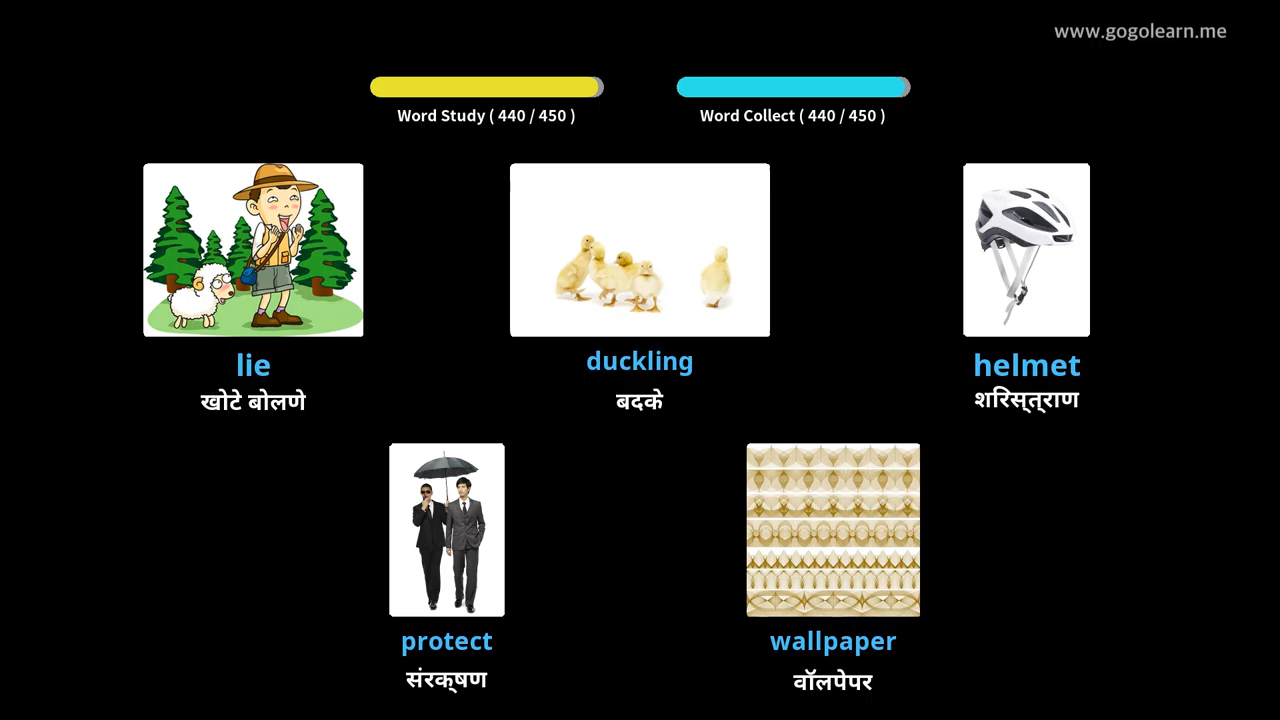 www.gogolearn.me
Word Study ( 440 / 450 )
Word Collect ( 440 / 450 )
lie
खोटे बोलणे
duckling
बदके
helmet
शिरस्त्राण
protect
संरक्षण
wallpaper
वॉलपेपर